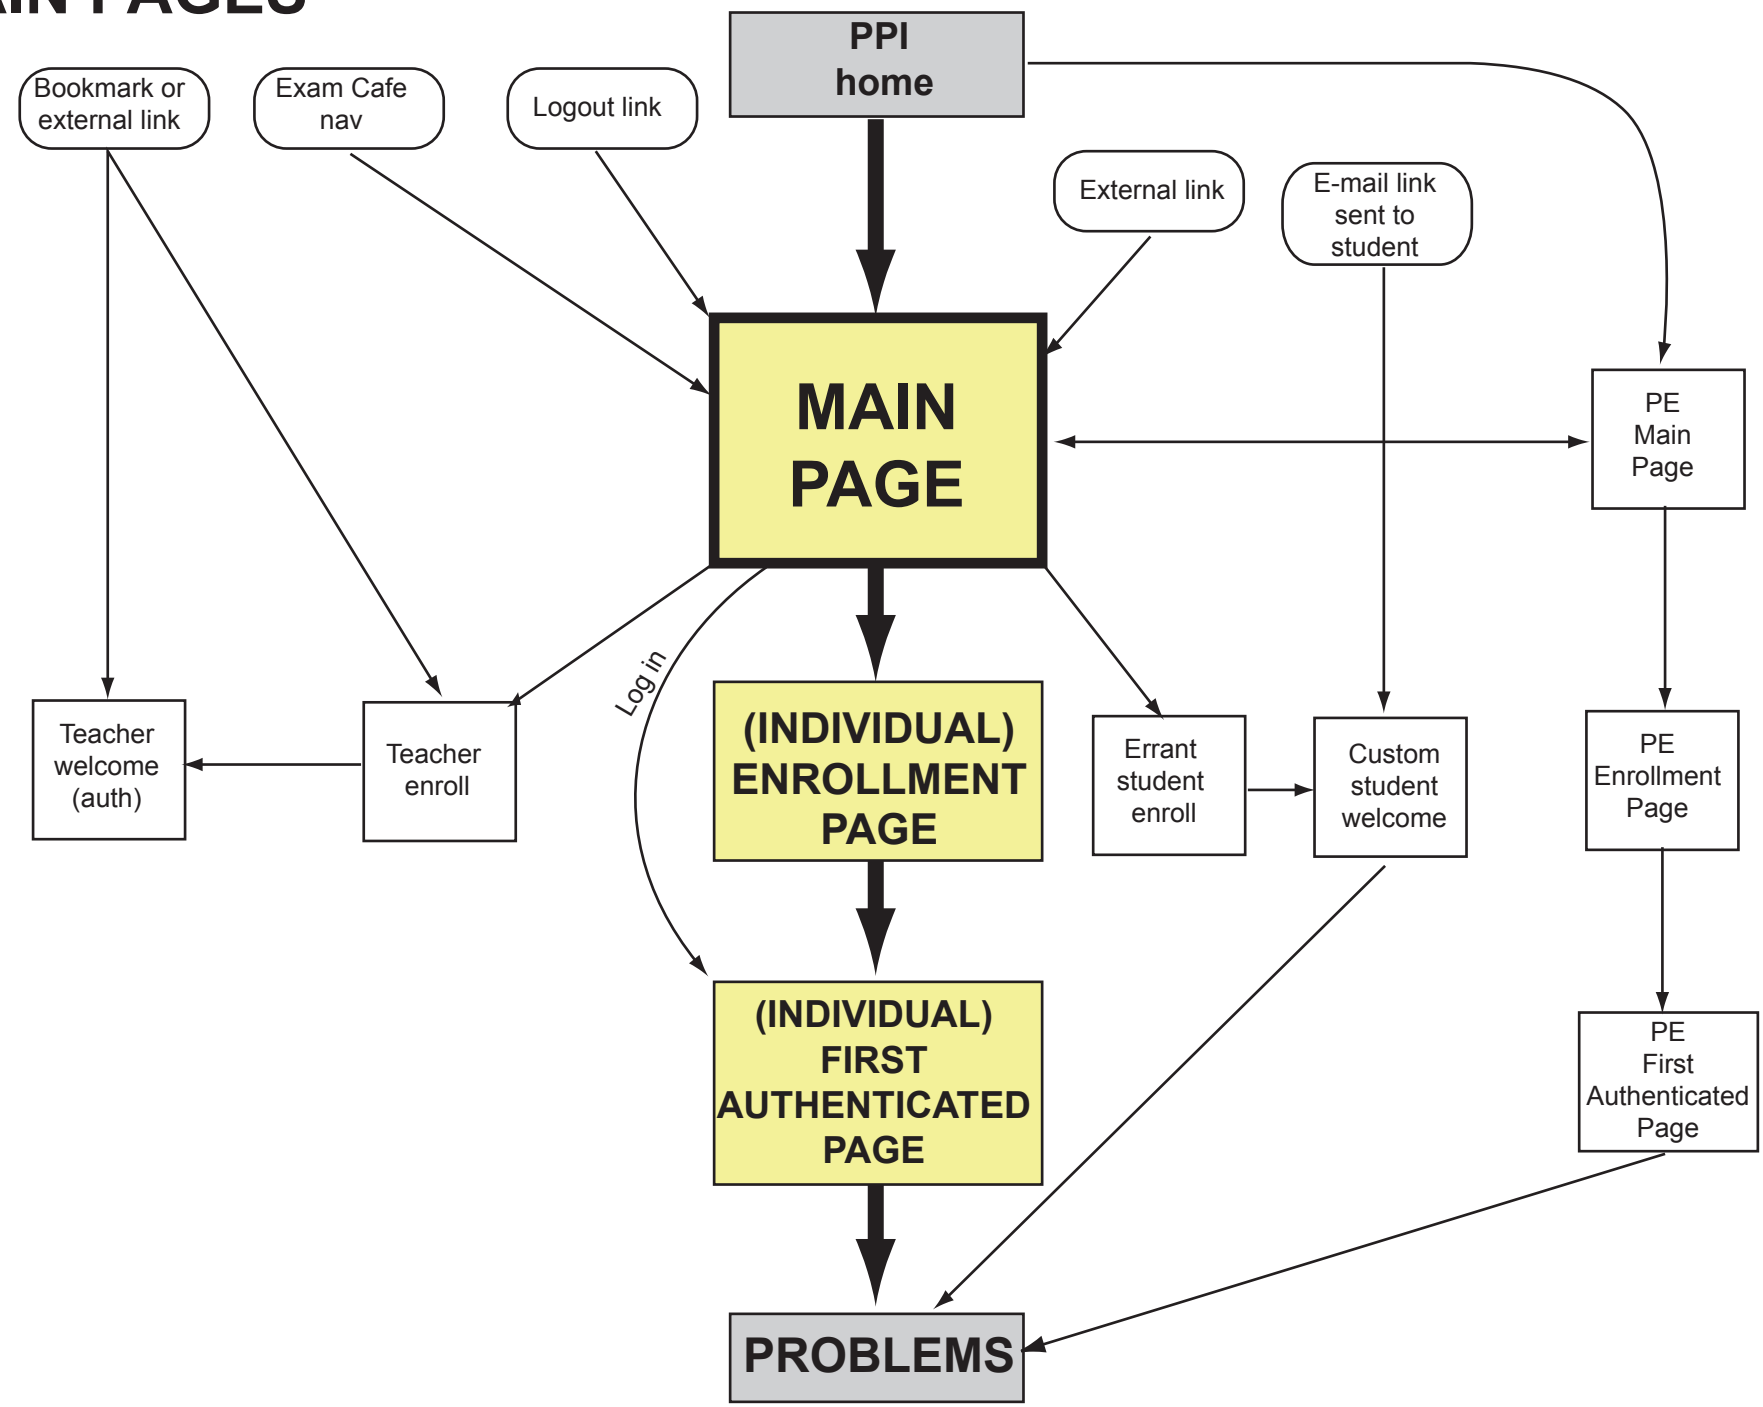 PAGES
PPI
home
Bookmark or
external link
Exam Cafe
nav
Logout link
External link
E-mail link
sent to
student
MAIN
PAGE
PE
Main
Page
Log in
Teacher
welcome
(auth)
Teacher
enroll
(INDIVIDUAL)
ENROLLMENT
PAGE
Errant
student
enroll
Custom
student
welcome
PE
Enrollment
Page
(INDIVIDUAL)
FIRST
AUTHENTICATED
PAGE
PE
First
Authenticated
Page
PROBLEMS